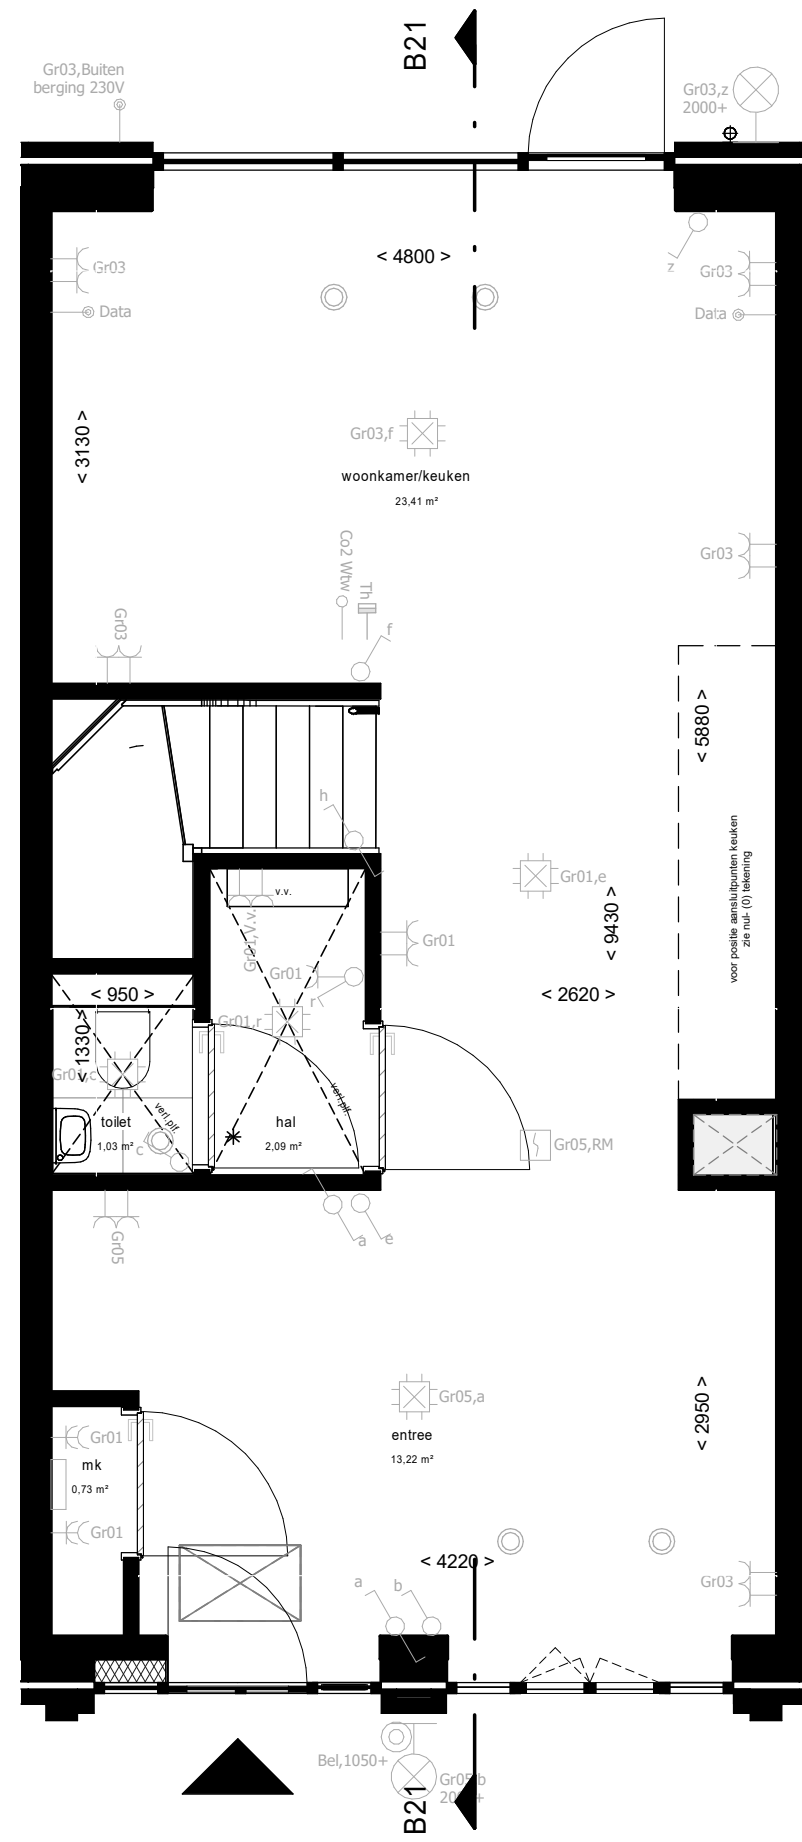 B21
Gr03,Buiten
berging 230V
Gr03,z
2000+
< 4800 >
z
Gr03
Gr03
Data
Data
< 3130 >
Gr03,f
woonkamer/keuken
23,41 m²
Co2 Wtw
Th
f
Gr03
Gr03
< 5880 >
h
voor positie aansluitpunten keuken
zie nul- (0) tekening
v.v.
Gr01,e
Gr01,V.v.
Gr01
< 9430 >
Gr01
r
< 950 >
< 2620 >
Gr01,r
< 1330 >
Gr01,c
verl.plf.
verl.plf.
toilet
1,03 m²
c
hal
2,09 m²
Gr05,RM
Gr05
a
e
Gr05,a
< 2950 >
entree
13,22 m²
Gr01
mk
0,73 m²
Gr01
< 4220 >
Gr03
a
b
Bel,1050+
Gr05,b
B21